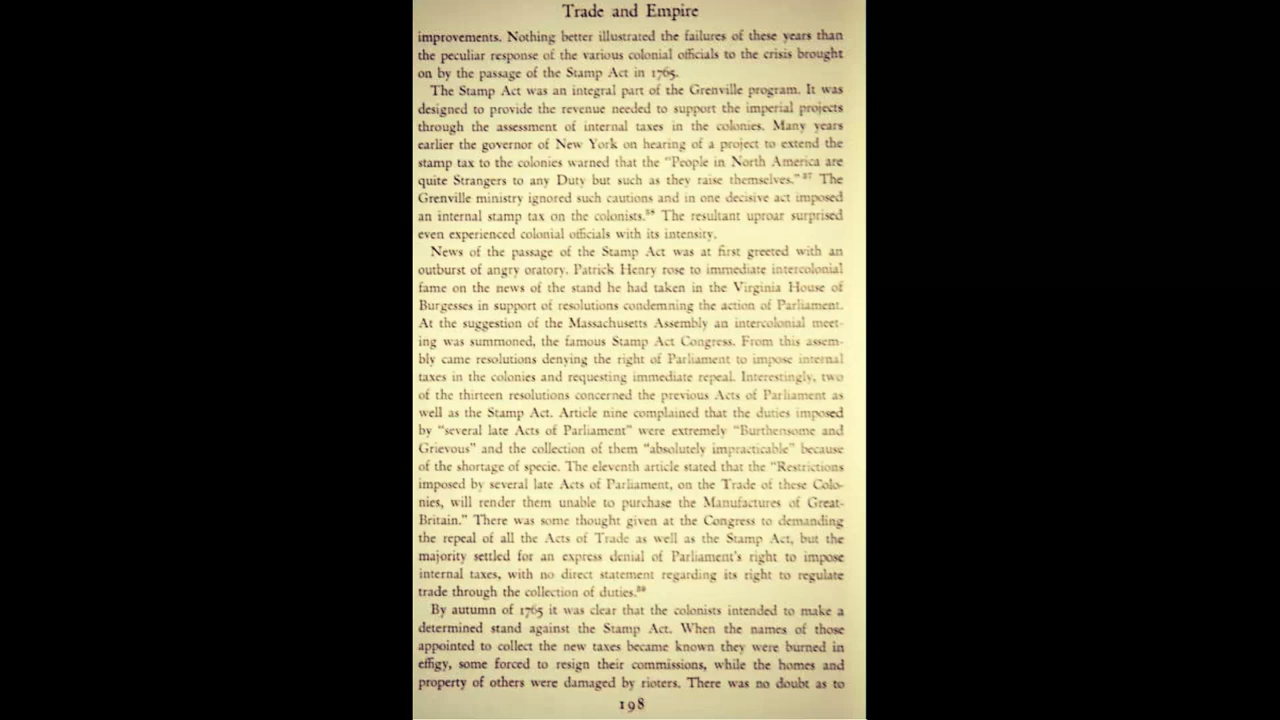 Trade and Empire
improvements. Nothing better illustrated the failures of these years than
the peculiar response of the various colonial officials to the crisis brought
on by the passage of the Stamp Act in 1765.
The Stamp Act was an integral part of the Grenville program. It was
designed to provide the revenue needed to support the imperial projects
through the assessment of internal taxes in the colonies. Many years
earlier the governor of New York on hearing of a project to extend the
stamp tax to the colonies warned that the “People in North America are
quite Strangers to any Duty but such as they raise themselves.” 37 The
Grenville ministry ignored such cautions and in one decisive act imposed
an internal stamp tax on the colonists.38 The resultant uproar surprised
even experienced colonial officials with its intensity.
News of the passage of the Stamp Act was at first greeted with an
outburst of angry oratory. Patrick Henry rose to immediate intercolonial
fame on the news of the stand he had taken in the Virginia House of
Burgesses in support of resolutions condemning the action of Parliament.
At the suggestion of the Massachusetts Assembly an intercolonial meet-
ing was summoned, the famous Stamp Act Congress. From this assem-
bly came resolutions denying the right of Parliament to impose internal
taxes in the colonies and requesting immediate repeal. Interestingly, two
of the thirteen resolutions concerned the previous Acts of Parliament as
well as the Stamp Act. Article nine complained that the duties imposed
by “several late Acts of Parliament” were extremely “Burthensome and
Grievous” and the collection of them “absolutely impracticable” because
of the shortage of specie. The eleventh article stated that the “Restrictions
imposed by several late Acts of Parliament, on the Trade of these Colo-
nies, will render them unable to purchase the Manufactures of Great-
Britain.” There was some thought given at the Congress to demanding
the repeal of all the Acts of Trade as well as the Stamp Act, but the
majority settled for an express denial of Parliament's right to impose
internal taxes, with no direct statement regarding its right to regulate
trade through the collection of duties.39
By autumn of 1765 it was clear that the colonists intended to make a
determined stand against the Stamp Act. When the names of those
appointed to collect the new taxes became known they were burned in
effigy, some forced to resign their commissions, while the homes and
property of others were damaged by rioters. There was no doubt as to
198